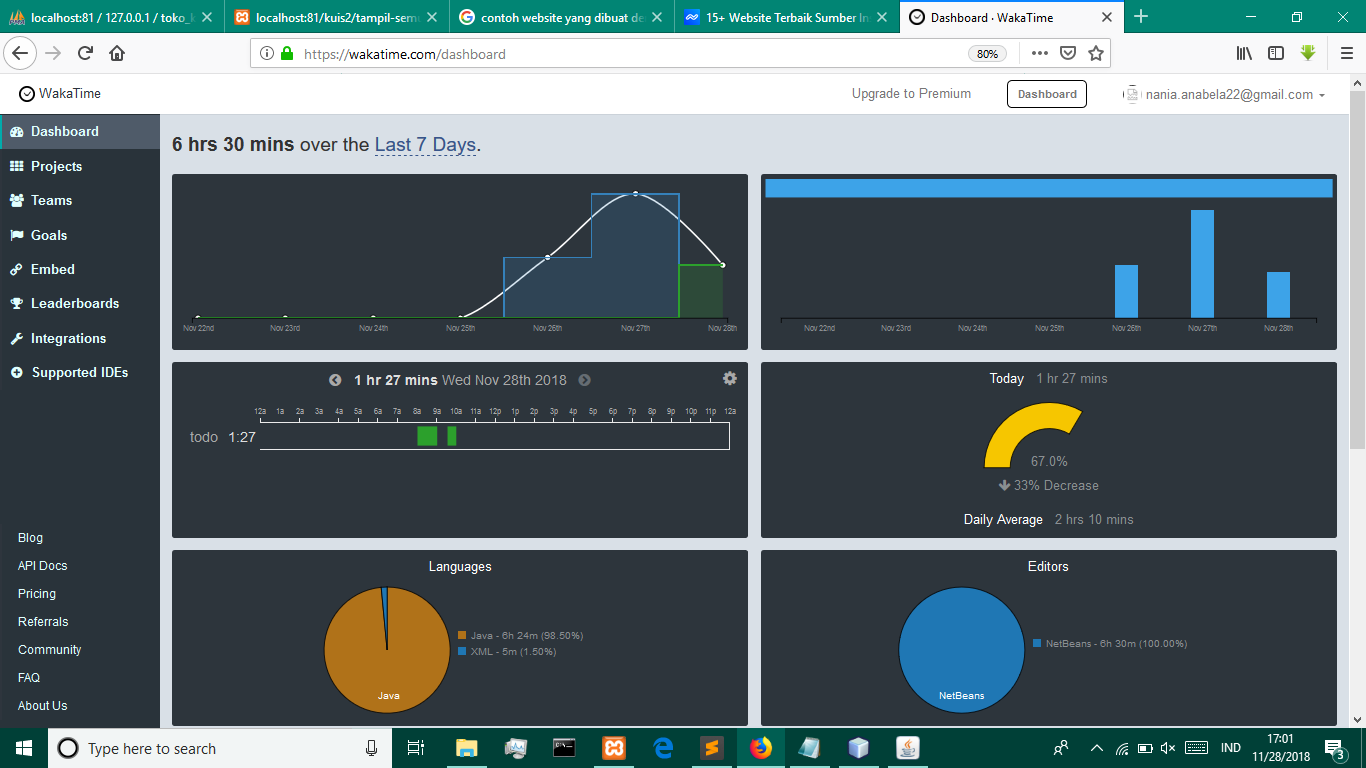 localhost:81 / 127.0.0.1 / toko_
localhost:81/kuis2/tampil-sem
contoh website yang dibuat de
15+ Website Terbaik Sumber In
Dashboard · WakaTime
https://wakatime.com/dashboard
80%
WakaTime
Upgrade to Premium
Dashboard
nania.anabela22@gmail.com
Dashboard
Projects
Teams
Goals
Embed
Leaderboards
Integrations
Supported IDEs
Blog
API Docs
Pricing
Referrals
Community
FAQ
About Us
6 hrs 30 mins over the Last 7 Days.
Nov 22nd Nov 23rd Nov 24th Nov 25th Nov 26th Nov 27th Nov 28th
Nov 22nd Nov 23rd Nov 24th Nov 25th Nov 26th Nov 27th Nov 28th
1 hr 27 mins Wed Nov 28th 2018
12a 1a 2a 3a 4a 5a 6a 7a 8a 9a 10a 11a 12p 1p 2p 3p 4p 5p 6p 7p 8p 9p 10p 11p 12a
todo 1:27
Today 1 hr 27 mins
67.0%
33% Decrease
Daily Average 2 hrs 10 mins
Languages
Java - 6h 24m (98.50%)
XML - 5m (1.50%)
Java
Editors
NetBeans - 6h 30m (100.00%)
NetBeans
Type here to search
IND
17:01
11/28/2018
3